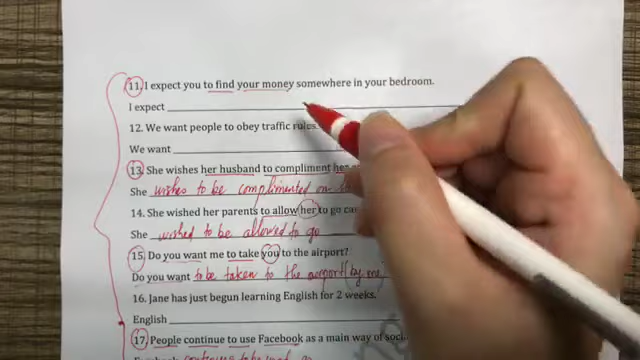 11. I expect you to find your money somewhere in your bedroom.
I expect
12. We want people to obey traffic rules.
We want
13. She wishes her husband to compliment her
She wishes to be complimented on
14. She wished her parents to allow her to go
She wished to be allowed to go
15. Do you want me to take you to the airport?
Do you want to be taken to the airport (by me)
16. Jane has just begun learning English for 2 weeks.
English
17. People continue to use Facebook as a main way of